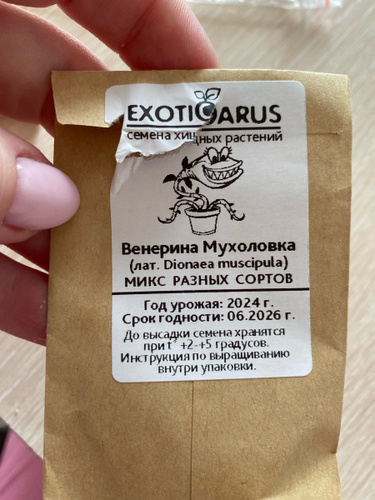 EXOTICARUS
семена хищных растений
Венерина Мухоловка
(лат. Dionaea muscipula)
МИКС РАЗНЫХ СОРТОВ
Год урожая: 2024 г.
Срок годности: 06.2026 г.
До высадки семена хранятся
при t° +2-+5 градусов.
Инструкция по выращиванию
внутри упаковки.